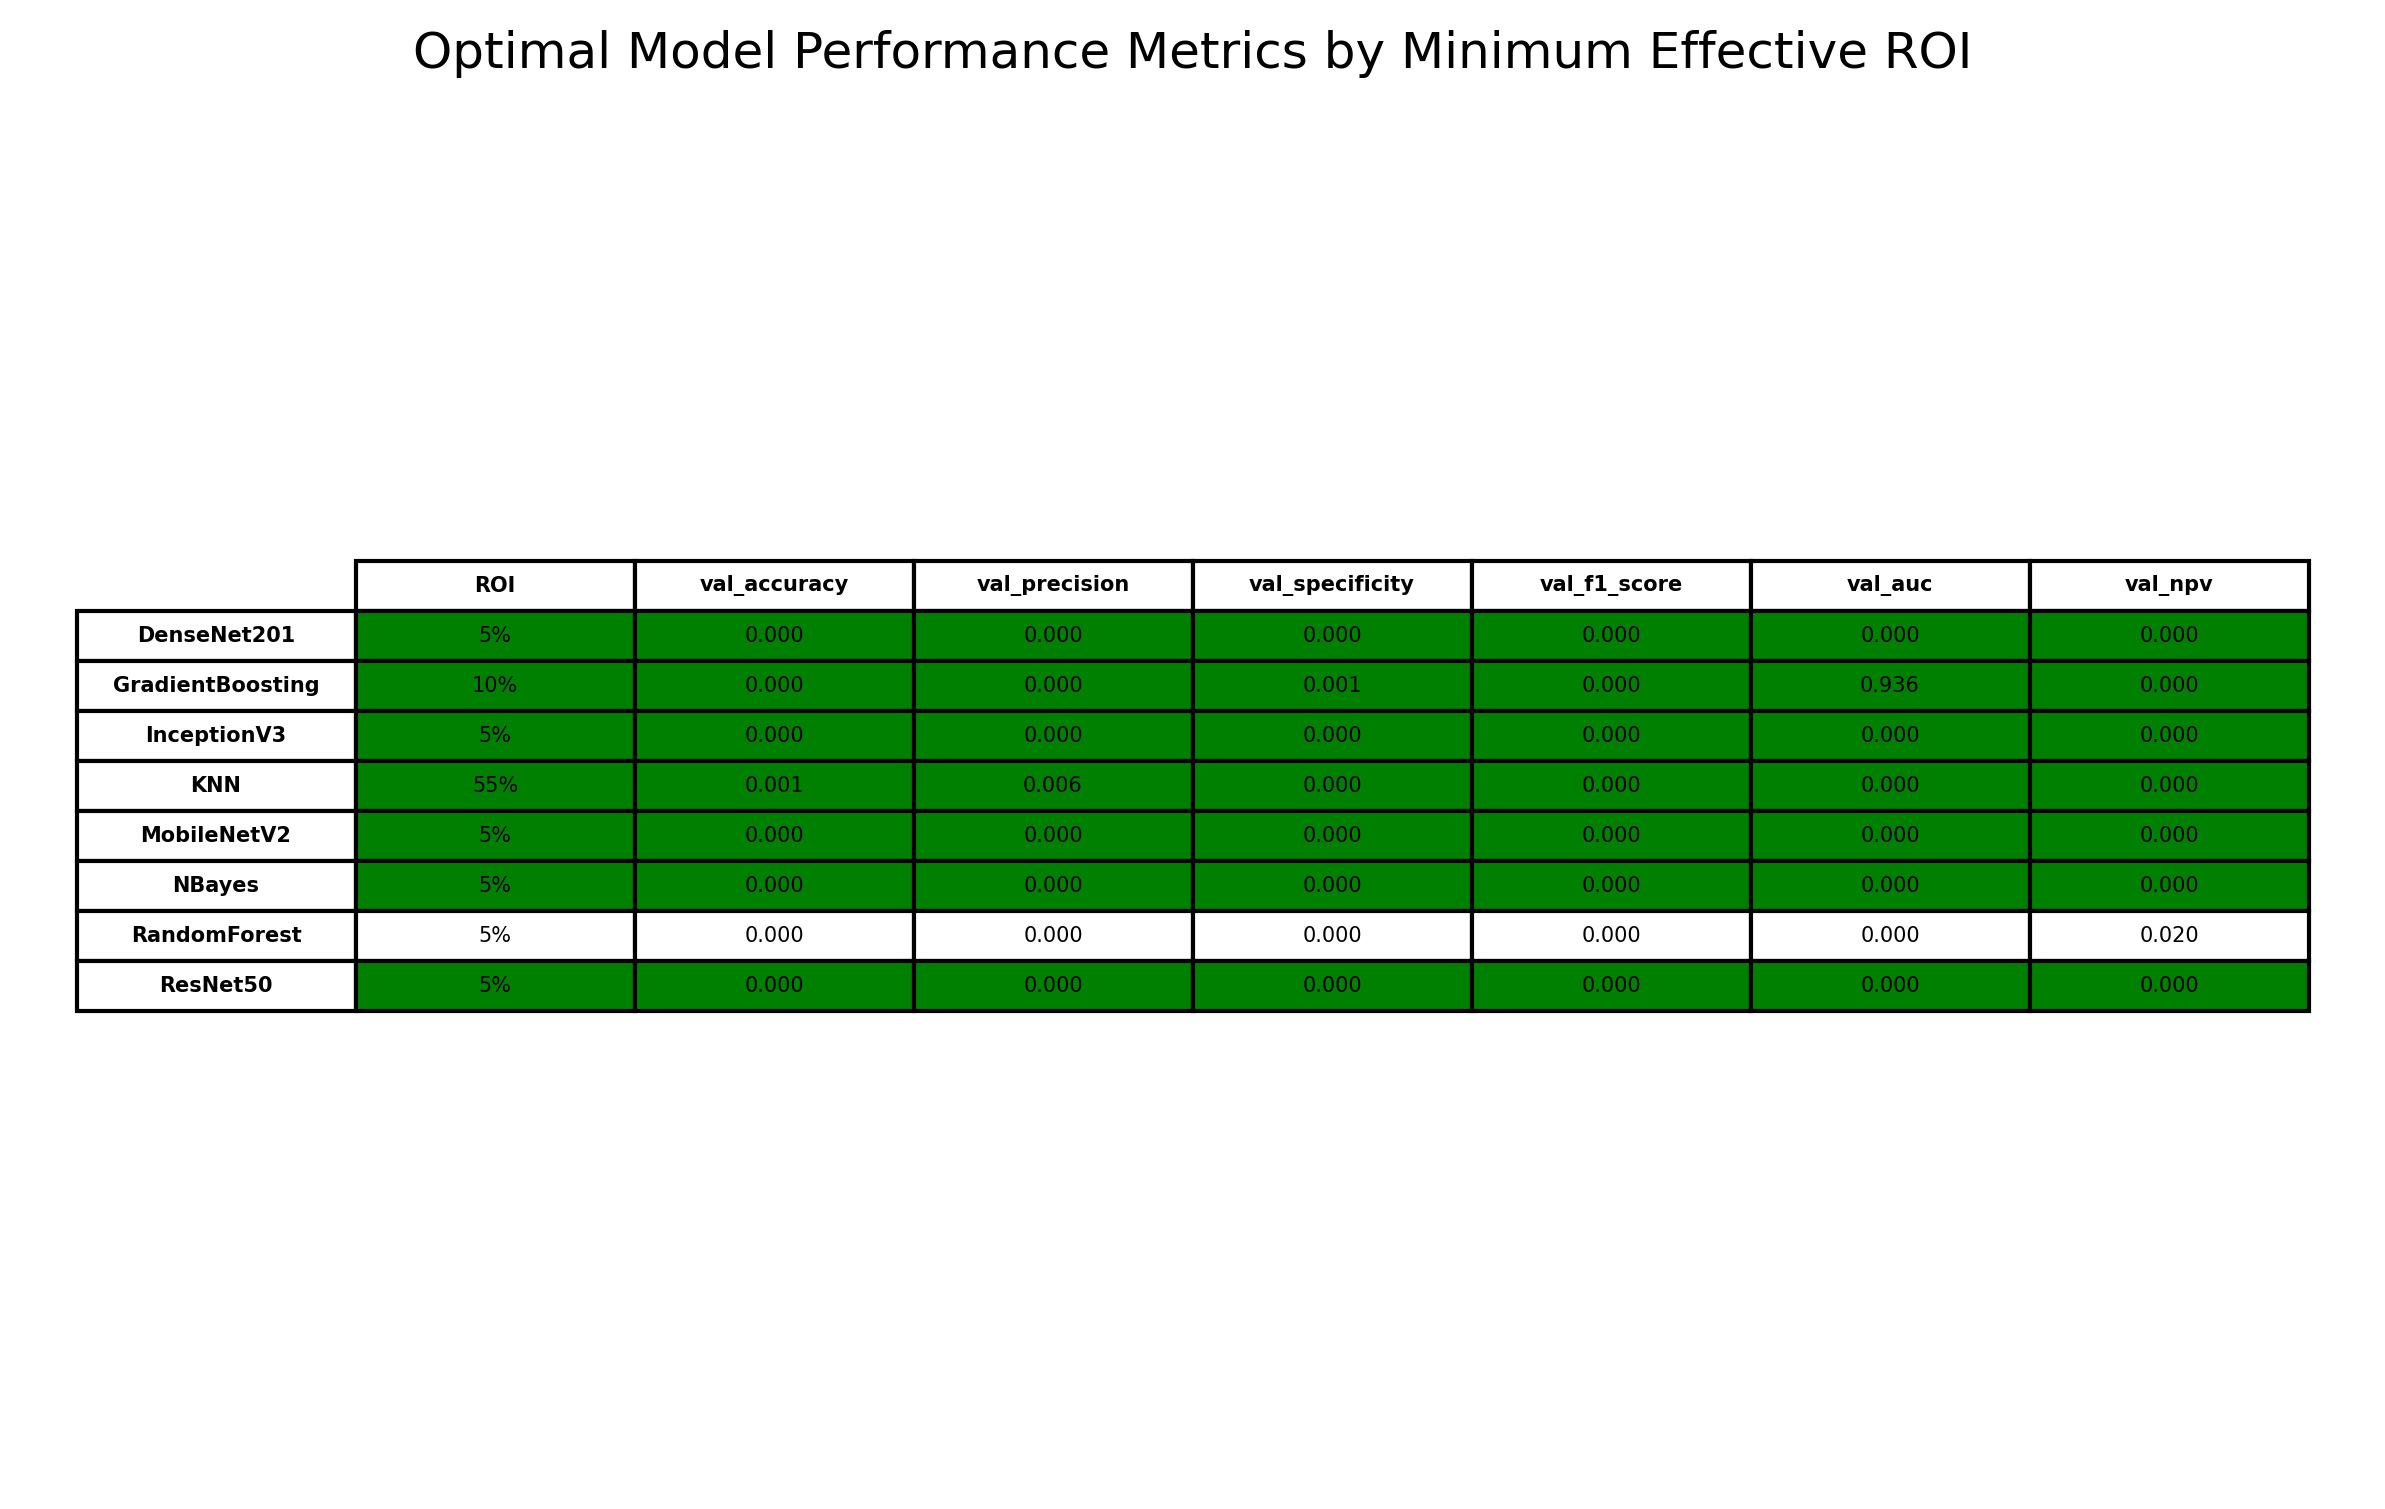 Optimal Model Performance Metrics by Minimum Effective ROI
ROI val_accuracy val_precision val_specificity val_f1_score val_auc val_npv
DenseNet201 5% 0.000 0.000 0.000 0.000 0.000 0.000
GradientBoosting 10% 0.000 0.000 0.001 0.000 0.936 0.000
InceptionV3 5% 0.000 0.000 0.000 0.000 0.000 0.000
KNN 55% 0.001 0.006 0.000 0.000 0.000 0.000
MobileNetV2 5% 0.000 0.000 0.000 0.000 0.000 0.000
NBayes 5% 0.000 0.000 0.000 0.000 0.000 0.000
RandomForest 5% 0.000 0.000 0.000 0.000 0.000 0.020
ResNet50 5% 0.000 0.000 0.000 0.000 0.000 0.000